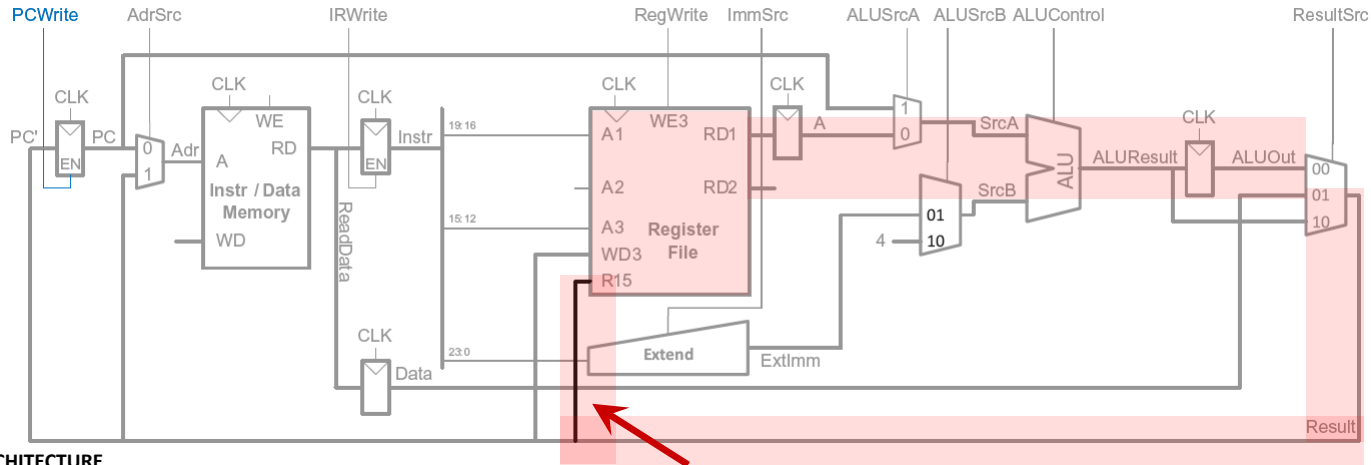 PCWrite AdrSrc IRWrite RegWrite ImmSrc ALUSrcA ALUSrcB ALUControl ResultSrc
CLK CLK CLK CLK CLK CLK
PC' PC EN 0 1 Adr
WE A RD Instr / Data Memory WD
EN Instr
ReadData
19:16
15:12
23:0
A1 WE3 RD1
A2 RD2
A3 Register
WD3 File
R15
A
1
0
SrcA
SrcB
01
4 10
ALU
ALUResult
CLK
ALUOut
00
01
10
Extend
ExtImm
CLK
Data
Result
CHITECTURE